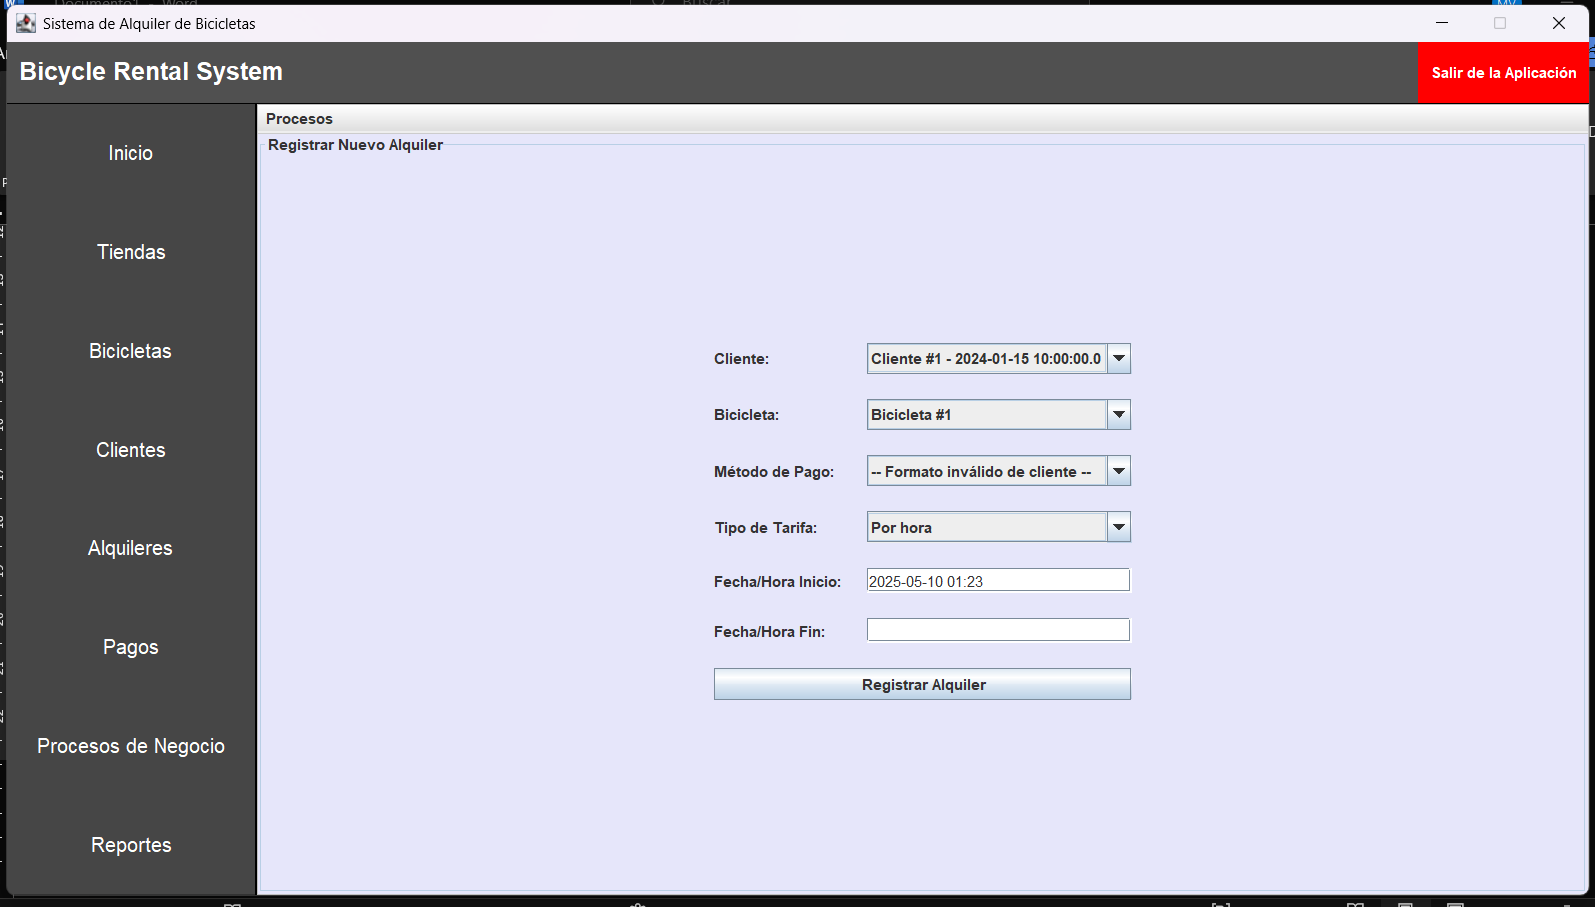 Sistema de Alquiler de Bicicletas
Bicycle Rental System
Salir de la Aplicación
Inicio
Tiendas
Bicicletas
Clientes
Alquileres
Pagos
Procesos de Negocio
Reportes
Procesos
Registrar Nuevo Alquiler
Cliente: Cliente #1 - 2024-01-15 10:00:00.0
Bicicleta: Bicicleta #1
Método de Pago: -- Formato inválido de cliente --
Tipo de Tarifa: Por hora
Fecha/Hora Inicio: 2025-05-10 01:23
Fecha/Hora Fin:
Registrar Alquiler